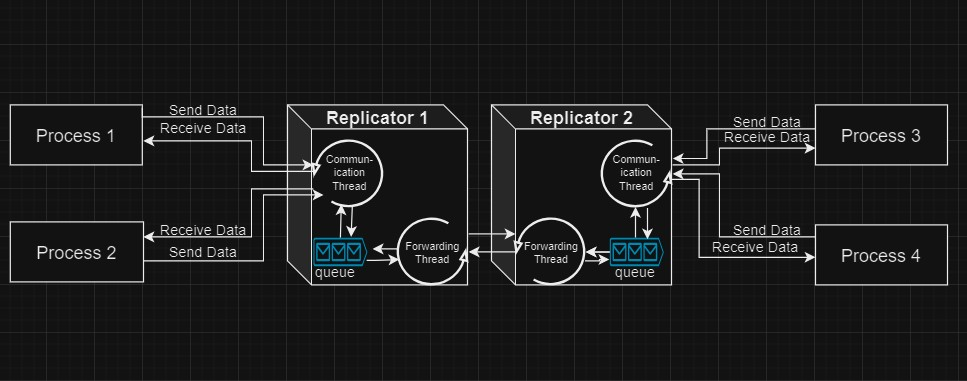 Replicator 1
Replicator 2
Process 1
Send Data
Receive Data
Process 2
Receive Data
Send Data
Commun-
ication
Thread
queue
Forwarding
Thread
Forwarding
Thread
Commun-
ication
Thread
queue
Send Data
Receive Data
Process 3
Send Data
Receive Data
Process 4